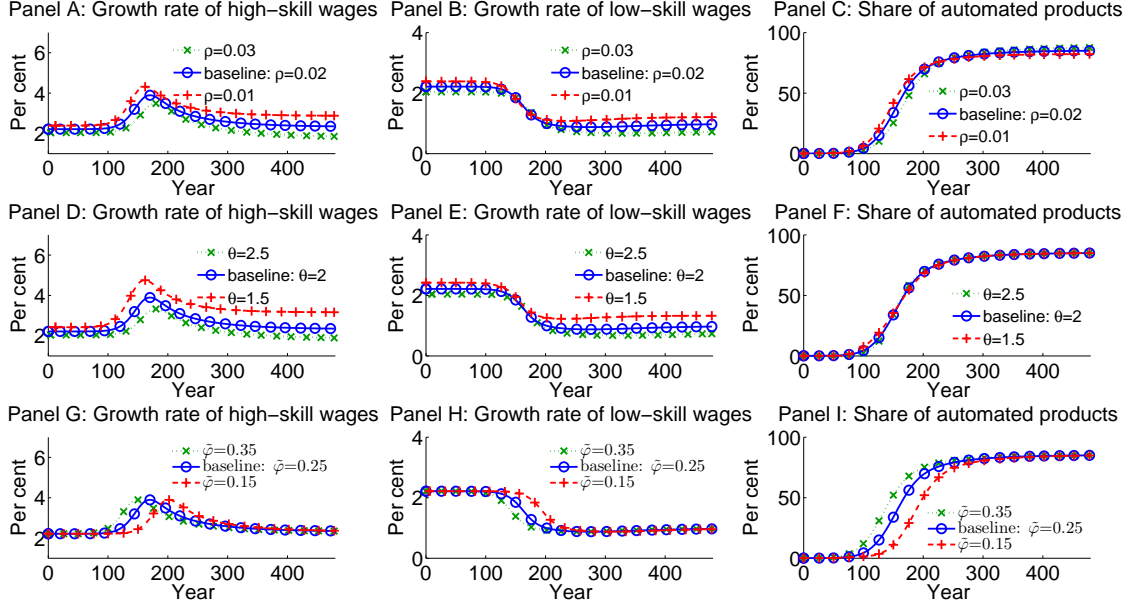 Panel A: Growth rate of high−skill wages
Per cent
6
4
2
0 100 200 300 400
Year
ρ=0.03
baseline: ρ=0.02
ρ=0.01
Panel B: Growth rate of low−skill wages
Per cent
4
2
0
0 100 200 300 400
Year
ρ=0.03
baseline: ρ=0.02
ρ=0.01
Panel C: Share of automated products
Per cent
100
50
0
0 100 200 300 400
Year
ρ=0.03
baseline: ρ=0.02
ρ=0.01
Panel D: Growth rate of high−skill wages
Per cent
6
4
2
0 100 200 300 400
Year
θ=2.5
baseline: θ=2
θ=1.5
Panel E: Growth rate of low−skill wages
Per cent
4
2
0
0 100 200 300 400
Year
θ=2.5
baseline: θ=2
θ=1.5
Panel F: Share of automated products
Per cent
100
50
0
0 100 200 300 400
Year
θ=2.5
baseline: θ=2
θ=1.5
Panel G: Growth rate of high−skill wages
Per cent
6
4
2
0 100 200 300 400
Year
φ̃=0.35
baseline: φ̃=0.25
φ̃=0.15
Panel H: Growth rate of low−skill wages
Per cent
4
2
0
0 100 200 300 400
Year
φ̃=0.35
baseline: φ̃=0.25
φ̃=0.15
Panel I: Share of automated products
Per cent
100
50
0
0 100 200 300 400
Year
φ̃=0.35
baseline: φ̃=0.25
φ̃=0.15